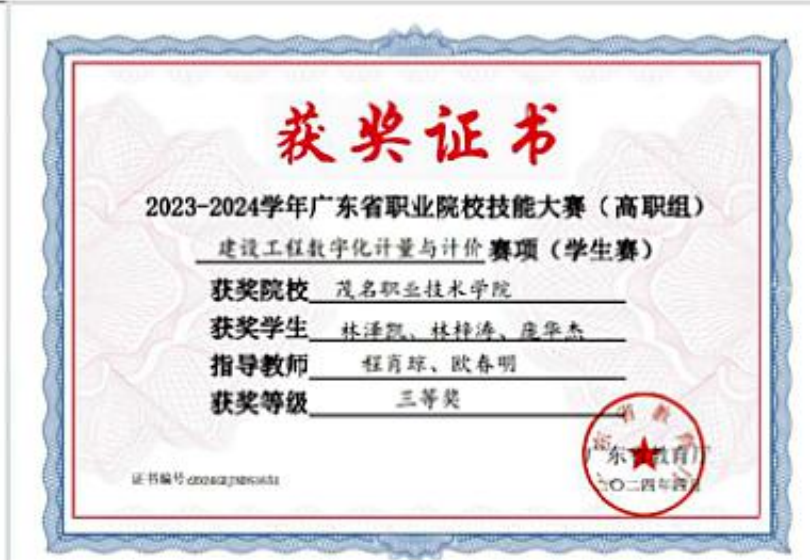 获奖证书
2023-2024学年广东省职业院校技能大赛（高职组）
建设工程数字化计量与计价赛项（学生赛）
获奖院校 茂名职业技术学院
获奖学生 林泽凯、林梓涛、庞华杰
指导教师 程肖琼、欧春明
获奖等级 三等奖
广东省教育厅
二〇二四年四月
证书编号